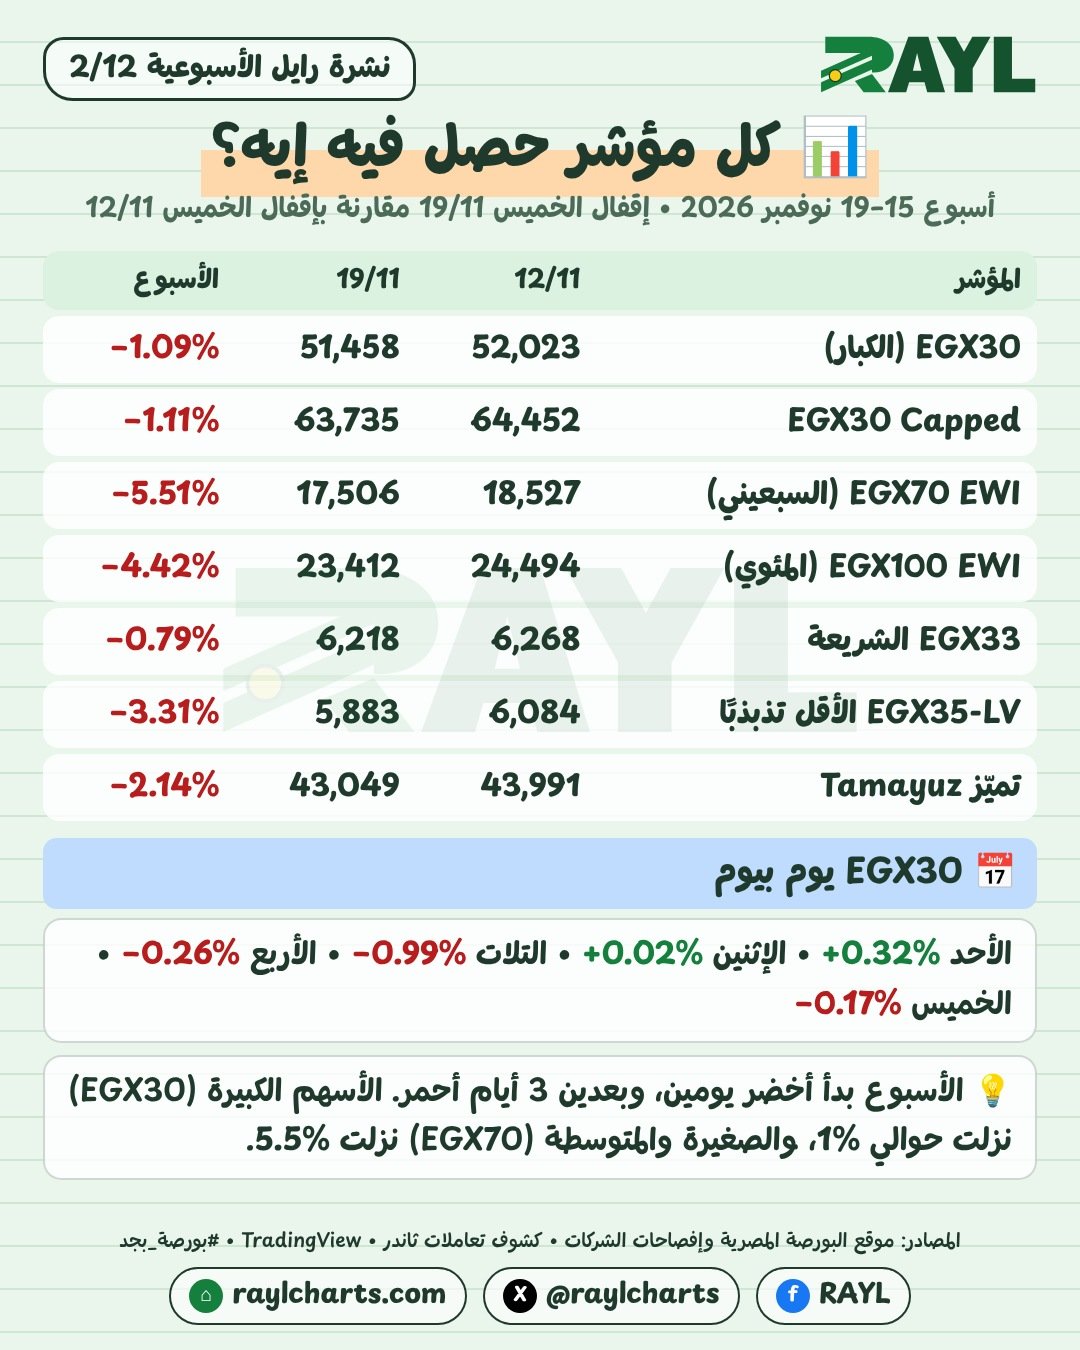 RAYL
نشرة رايل الأسبوعية 2/12
كل مؤشر حصل فيه إيه؟
أسبوع 15–19 نوفمبر 2026 • إقفال الخميس 19/11 مقارنة بإقفال الخميس 12/11
المؤشر 12/11 19/11 الأسبوع
EGX30 (الكبار) 52,023 51,458 −1.09%
EGX30 Capped 64,452 63,735 −1.11%
EGX70 EWI (السبعيني) 18,527 17,506 −5.51%
EGX100 EWI (المئوي) 24,494 23,412 −4.42%
EGX33 الشريعة 6,268 6,218 −0.79%
EGX35-LV الأقل تذبذبًا 6,084 5,883 −3.31%
تميّز Tamayuz 43,991 43,049 −2.14%
RAYL
July 17 EGX30 يوم بيوم
الأحد +0.32% • الإثنين +0.02% • التلات −0.99% • الأربع −0.26% •
الخميس −0.17%
الأسبوع بدأ أخضر يومين، وبعدين 3 أيام أحمر. الأسهم الكبيرة (EGX30)
نزلت حوالي 1%، والصغيرة والمتوسطة (EGX70) نزلت 5.5%.
المصادر: موقع البورصة المصرية وإفصاحات الشركات • كشوف تعاملات ثاندر • TradingView • #بورصة_بجد
f RAYL
X @raylcharts
raylcharts.com